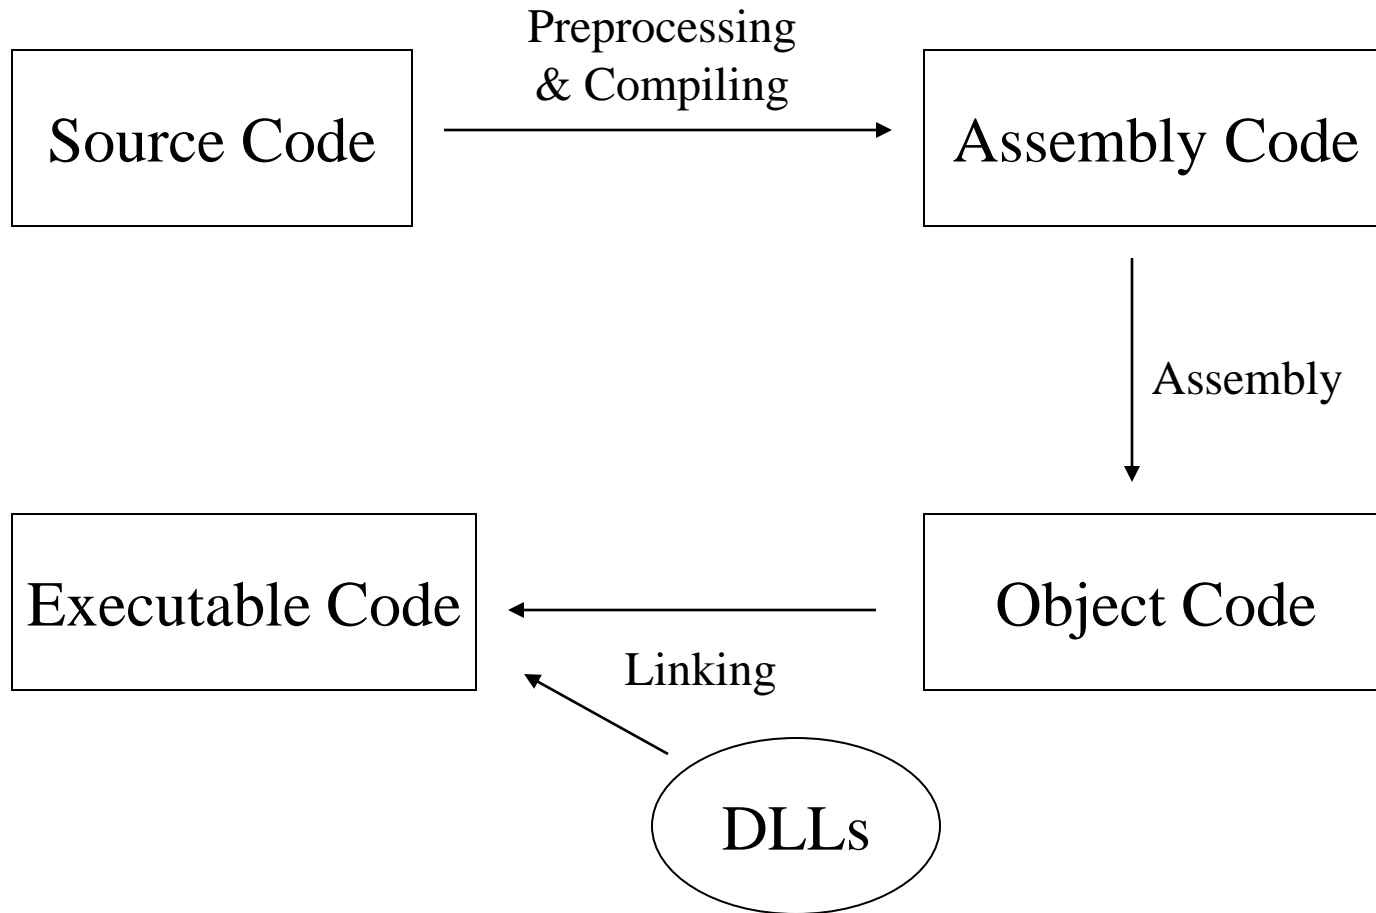 Preprocessing
& Compiling
Source Code
Assembly Code
Assembly
Executable Code
Object Code
Linking
DLLs